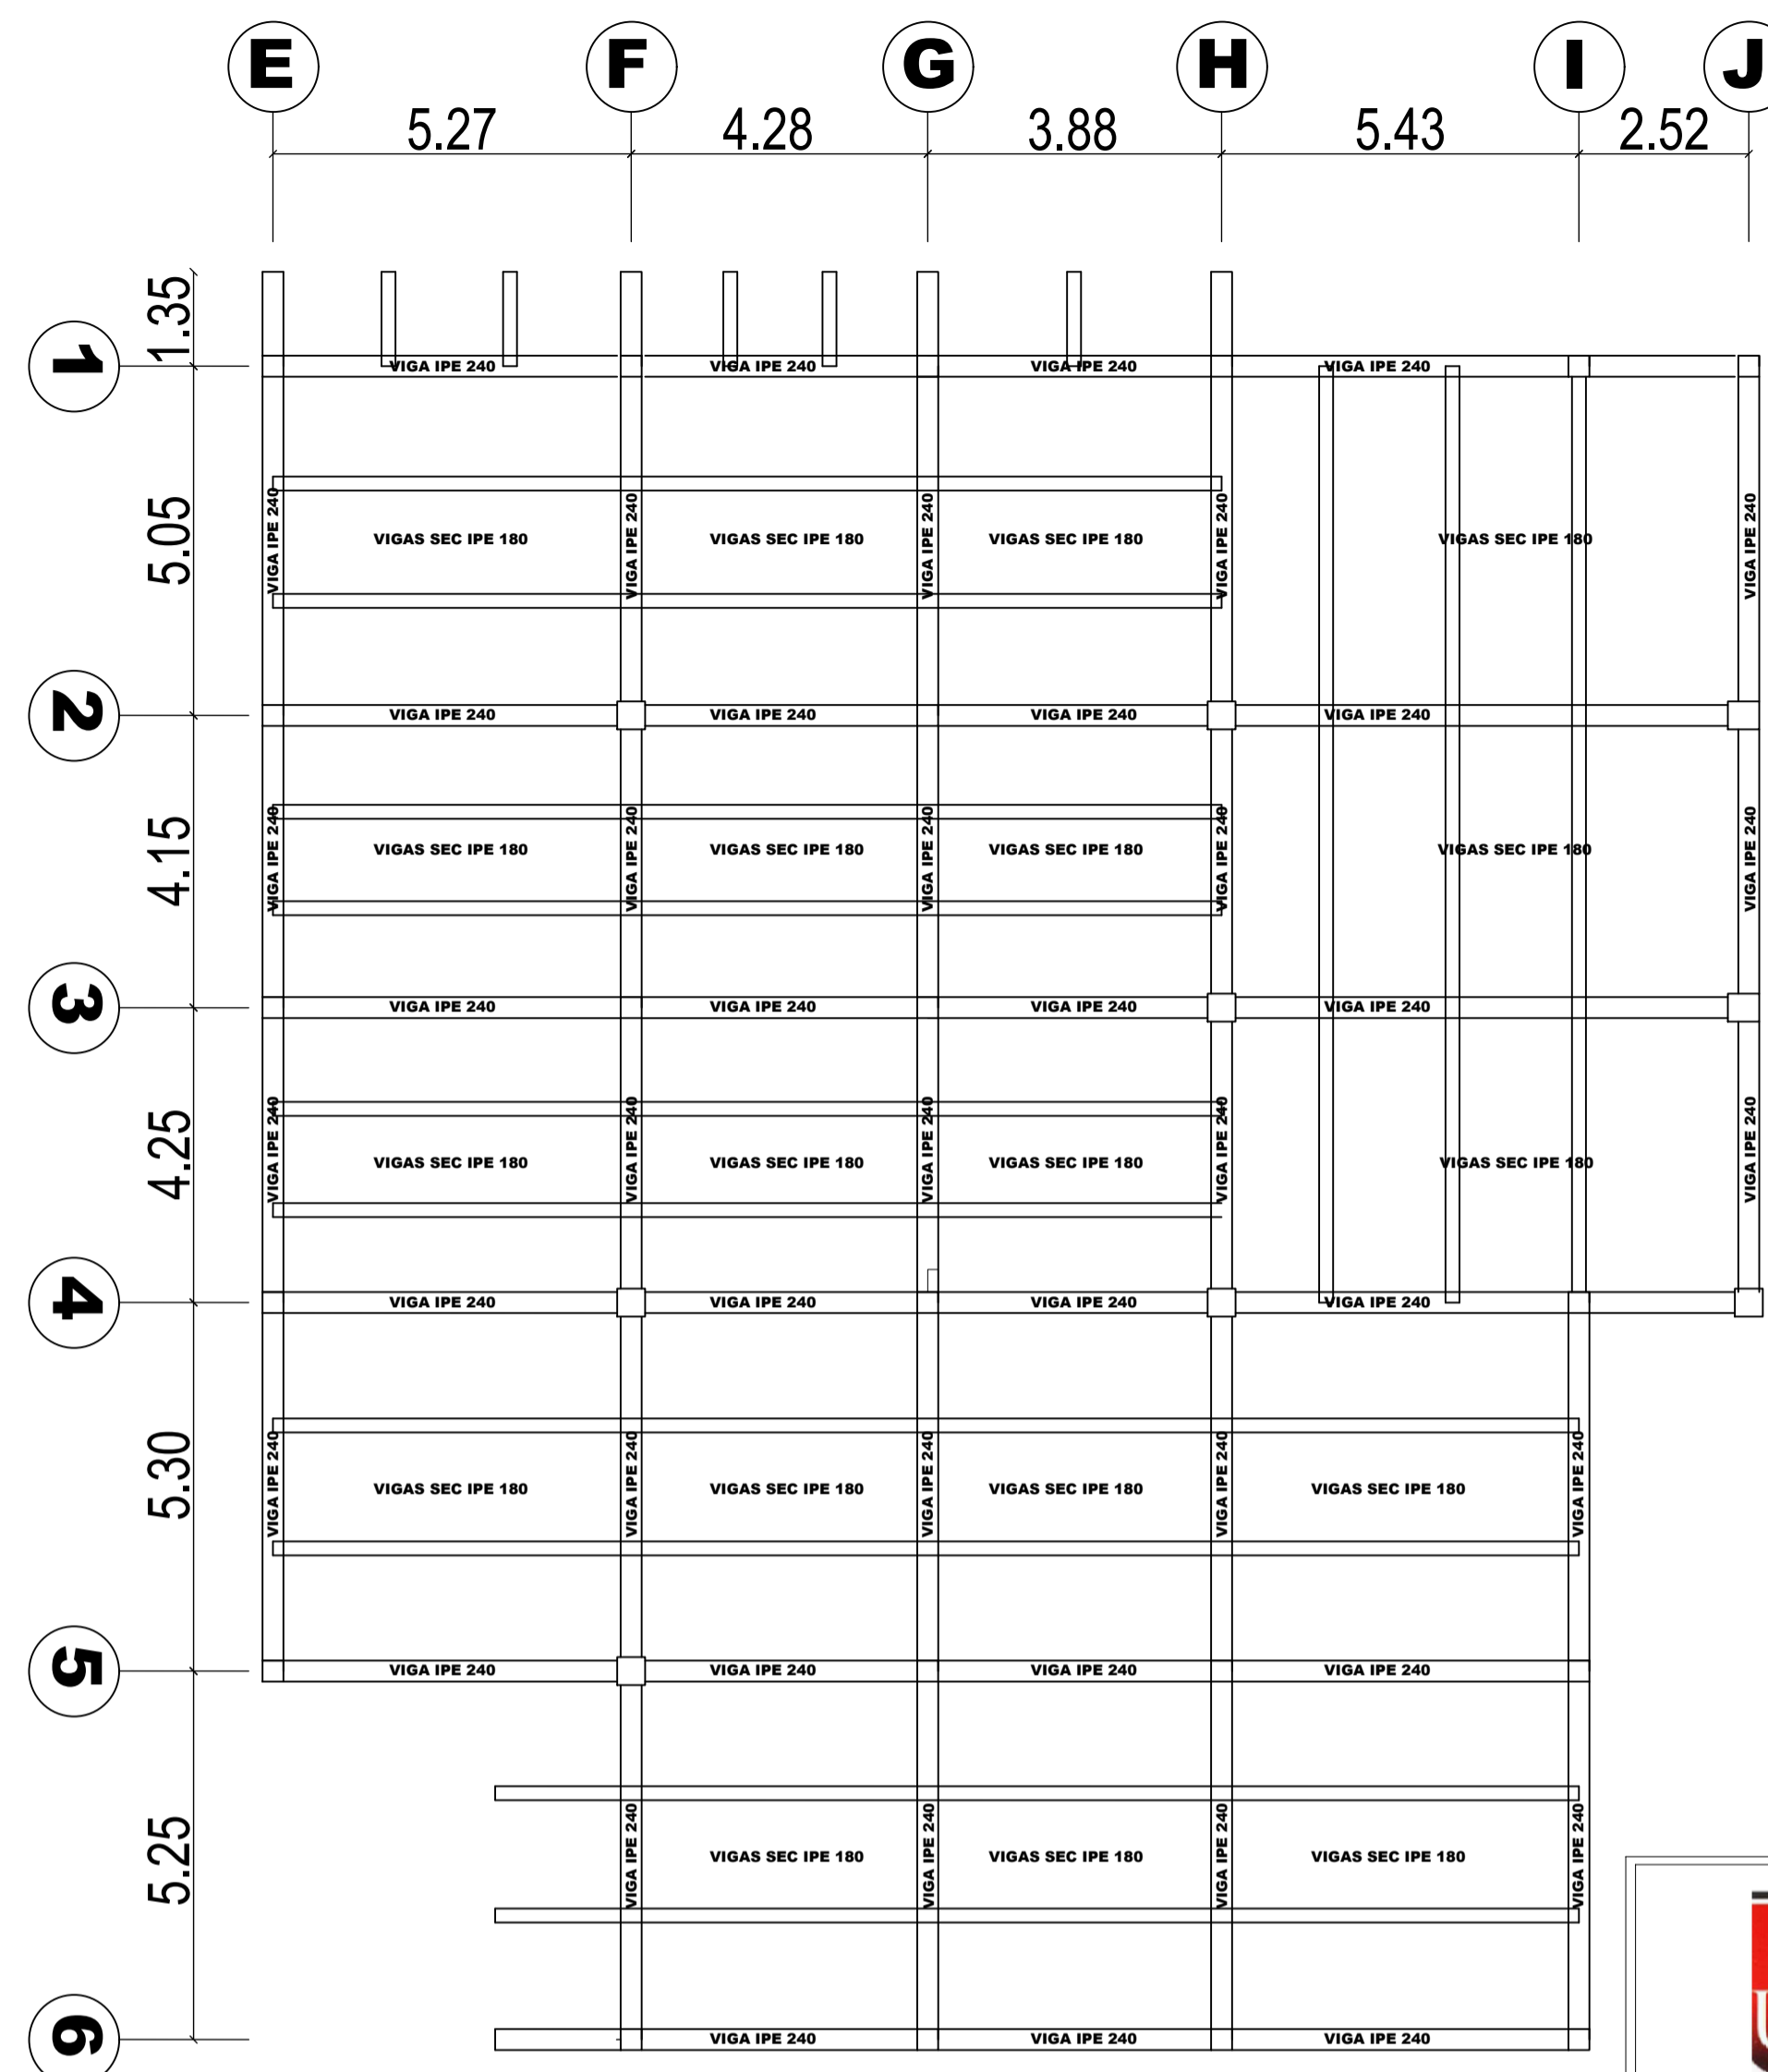 E F G H I J
5.27 4.28 3.88 5.43 2.52
1.35
1
VIGA IPE 240 VIGA IPE 240 VIGA IPE 240 VIGA IPE 240
5.05
VIGA IPE 240 VIGA IPE 240 VIGA IPE 240 VIGA IPE 240 VIGA IPE 240
VIGAS SEC IPE 180 VIGAS SEC IPE 180 VIGAS SEC IPE 180 VIGAS SEC IPE 180
2
VIGA IPE 240 VIGA IPE 240 VIGA IPE 240 VIGA IPE 240
4.15
VIGA IPE 240 VIGA IPE 240 VIGA IPE 240 VIGA IPE 240 VIGA IPE 240
VIGAS SEC IPE 180 VIGAS SEC IPE 180 VIGAS SEC IPE 180 VIGAS SEC IPE 180
3
VIGA IPE 240 VIGA IPE 240 VIGA IPE 240 VIGA IPE 240
4.25
VIGA IPE 240 VIGA IPE 240 VIGA IPE 240 VIGA IPE 240 VIGA IPE 240
VIGAS SEC IPE 180 VIGAS SEC IPE 180 VIGAS SEC IPE 180 VIGAS SEC IPE 180
4
VIGA IPE 240 VIGA IPE 240 VIGA IPE 240 VIGA IPE 240
5.30
VIGA IPE 240 VIGA IPE 240 VIGA IPE 240 VIGA IPE 240 VIGA IPE 240
VIGAS SEC IPE 180 VIGAS SEC IPE 180 VIGAS SEC IPE 180 VIGAS SEC IPE 180
5
VIGA IPE 240 VIGA IPE 240 VIGA IPE 240 VIGA IPE 240
5.25
VIGA IPE 240 VIGA IPE 240 VIGA IPE 240 VIGA IPE 240
VIGAS SEC IPE 180 VIGAS SEC IPE 180 VIGAS SEC IPE 180
6
VIGA IPE 240 VIGA IPE 240 VIGA IPE 240